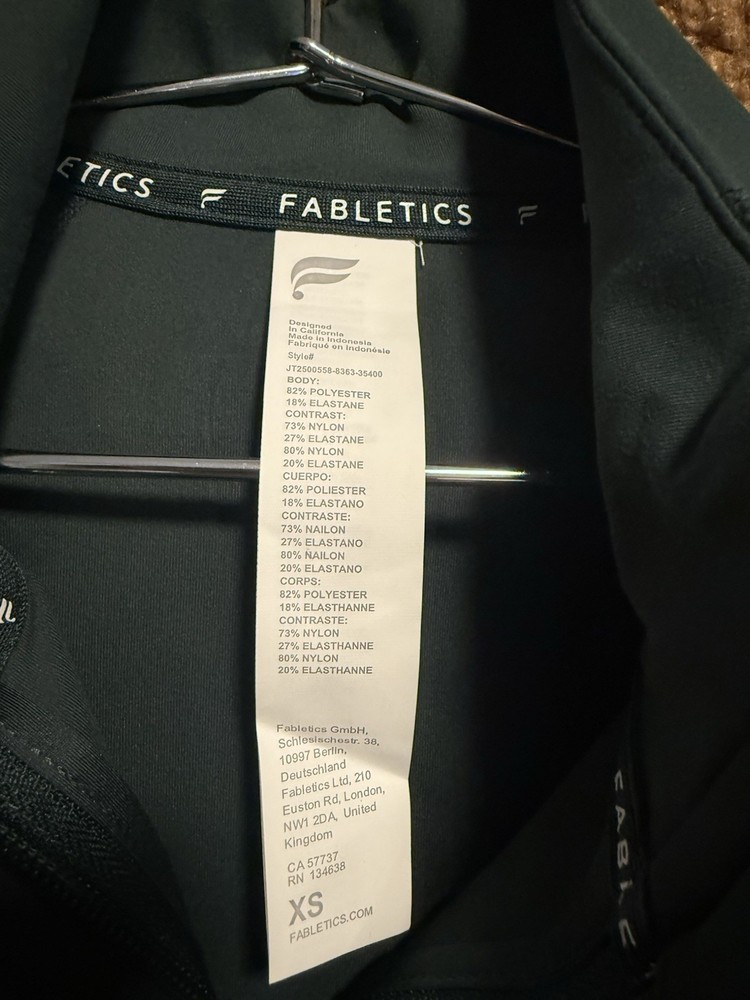 ETICS FABLETICS
Designed
In California
Made in Indonesia
Fabriqué en Indonésie
Style#
JT2500558-8363-35400
BODY:
82% POLYESTER
18% ELASTANE
CONTRAST:
73% NYLON
27% ELASTANE
80% NYLON
20% ELASTANE
CUERPO:
82% POLIESTER
18% ELASTANO
CONTRASTE:
73% NAILON
27% ELASTANO
80% NAILON
20% ELASTANO
CORPS:
82% POLYESTER
18% ELASTHANNE
CONTRASTE:
73% NYLON
27% ELASTHANNE
80% NYLON
20% ELASTHANNE
Fabletics GmbH,
Schlesischestr. 38,
10997 Berlin,
Deutschland
Fabletics Ltd, 210
Euston Rd, London,
NW1 2DA, United
Kingdom
CA 57737
RN 134638
XS
FABLETICS.COM
FABLE